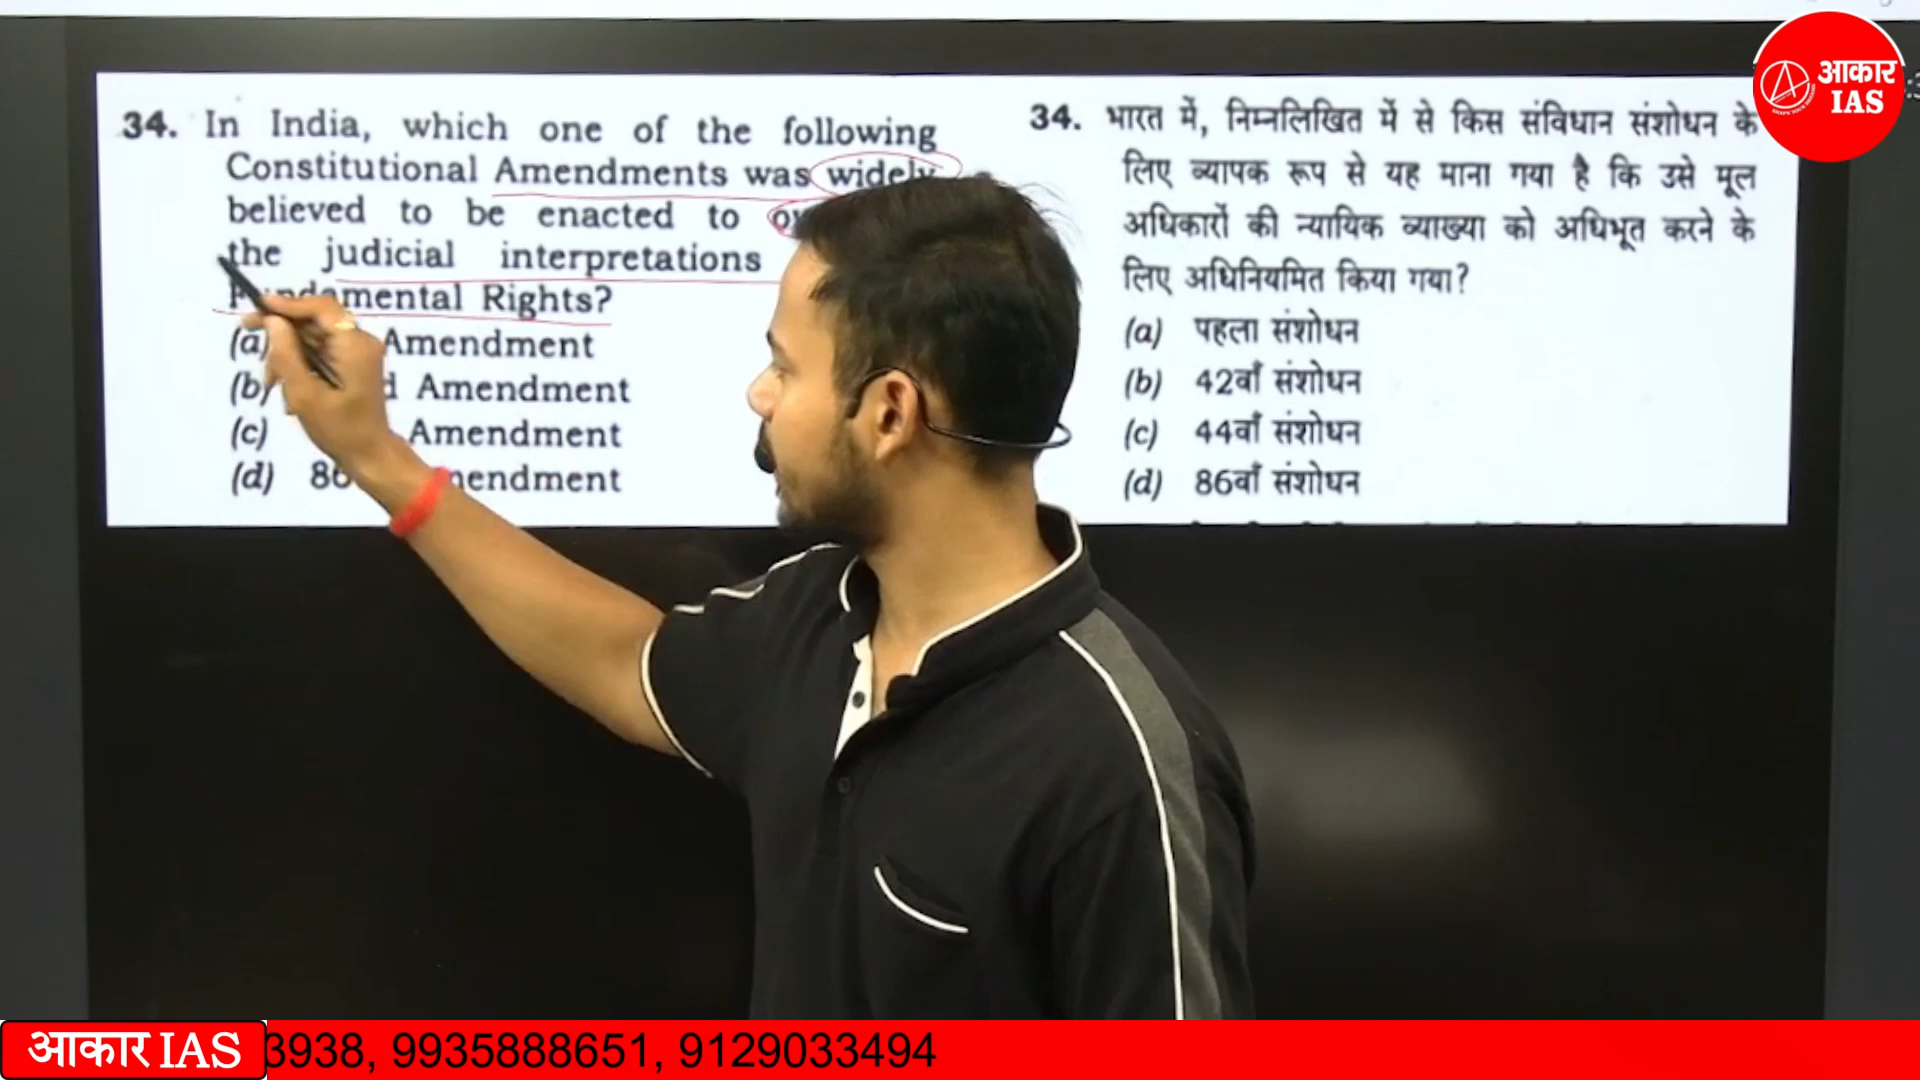 34. In India, which one of the following
Constitutional Amendments was widely
believed to be enacted to
the judicial interpretations
Fundamental Rights?
(a) Amendment
(b) Amendment
(c) Amendment
(d) 86 Amendment
34. भारत में, निम्नलिखित में से किस संविधान संशोधन के
लिए व्यापक रूप से यह माना गया है कि उसे मूल
अधिकारों की न्यायिक व्याख्या को अधिभूत करने के
लिए अधिनियमित किया गया?
(a) पहला संशोधन
(b) 42वाँ संशोधन
(c) 44वाँ संशोधन
(d) 86वाँ संशोधन
आकार
IAS
आकार IAS 3938, 9935888651, 9129033494